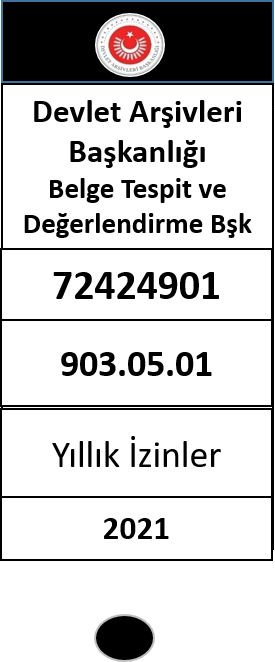 Devlet Arşivleri
Başkanlığı
Belge Tespit ve
Değerlendirme Bşk
72424901
903.05.01
Yıllık İzinler
2021